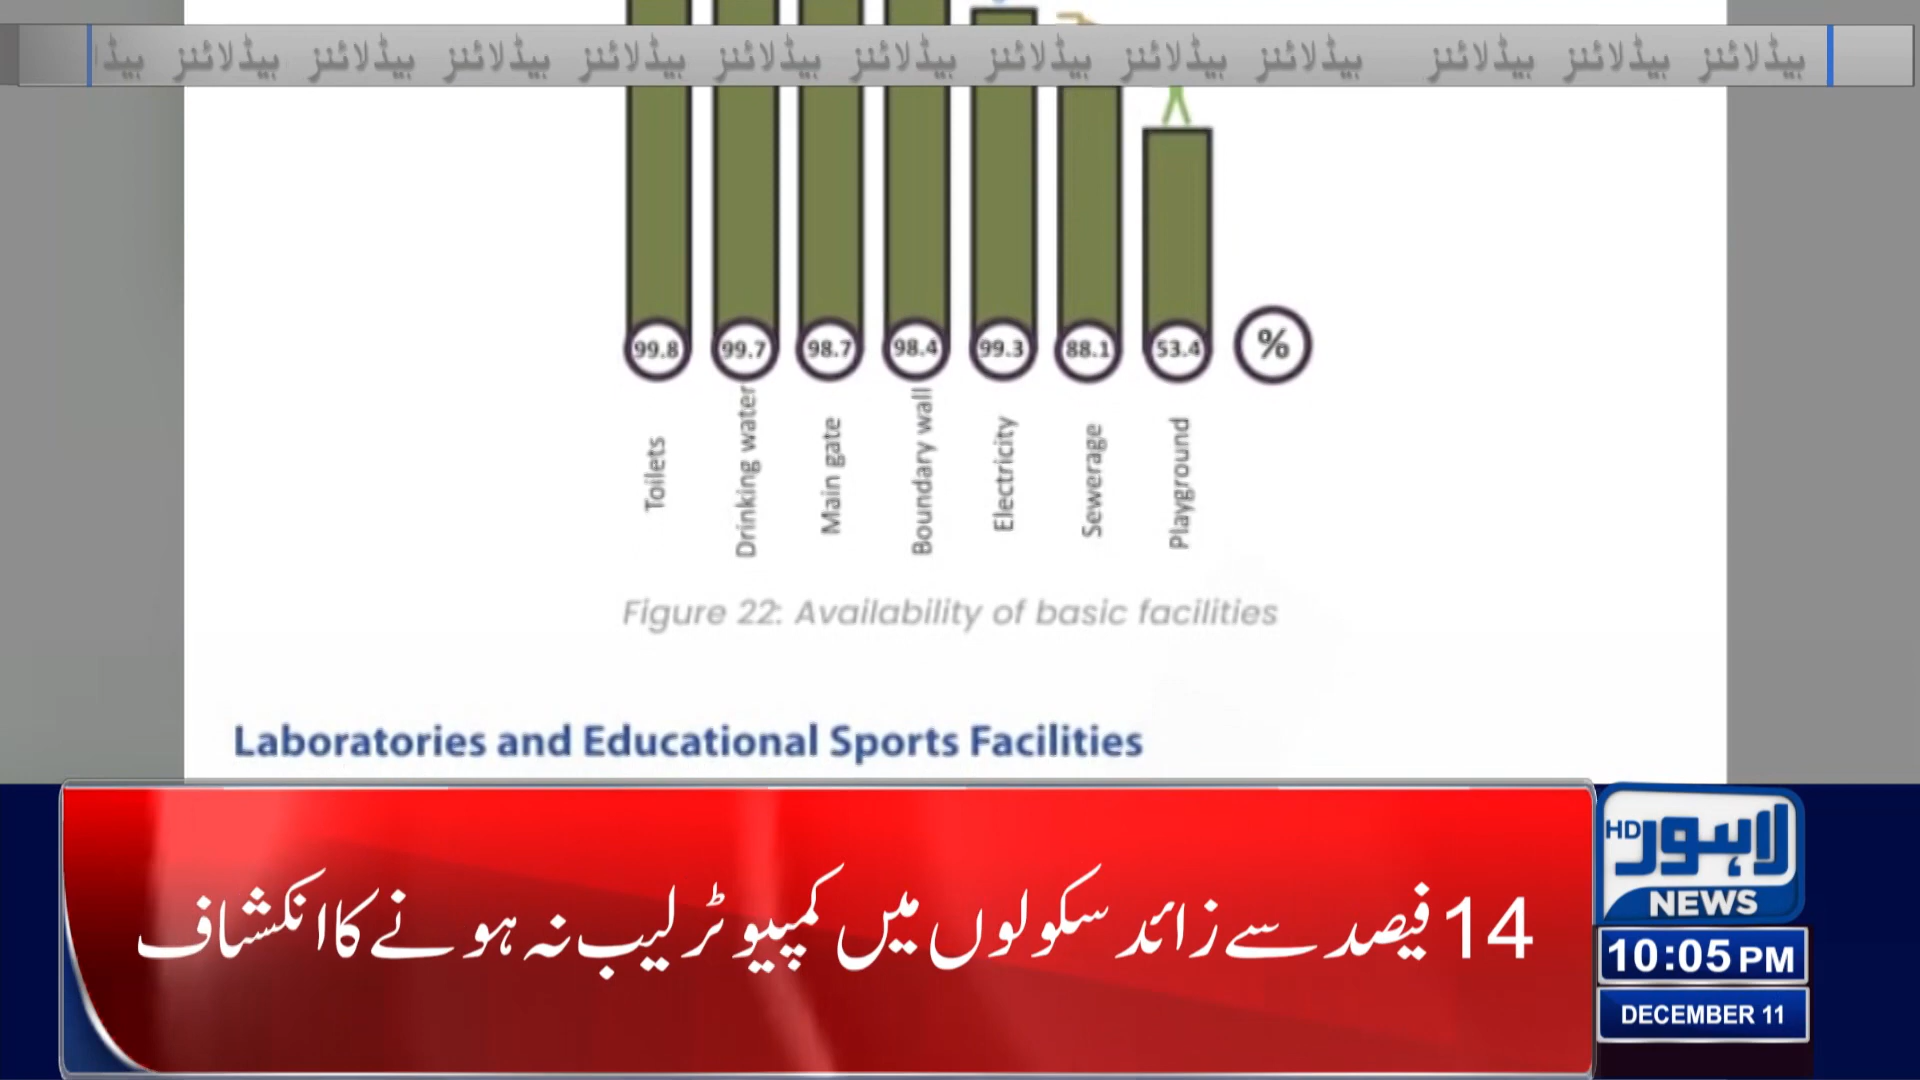 ہیڈلائنز ہیڈلائنز ہیڈلائنز ہیڈلائنز ہیڈلائنز ہیڈلائنز ہیڈلائنز ہیڈلائنز ہیڈلائنز ہیڈلائنز ہیڈلائنز ہیڈلائنز ہیڈ
99.8 99.7 98.7 98.4 99.3 88.1 53.4 %
Toilets
Drinking water
Main gate
Boundary wall
Electricity
Sewerage
Playground
Figure 22: Availability of basic facilities
Laboratories and Educational Sports Facilities
14 فیصد سے زائد سکولوں میں کمپیوٹر لیب نہ ہونے کا انکشاف
لاہور HD
NEWS
10:05 PM
DECEMBER 11